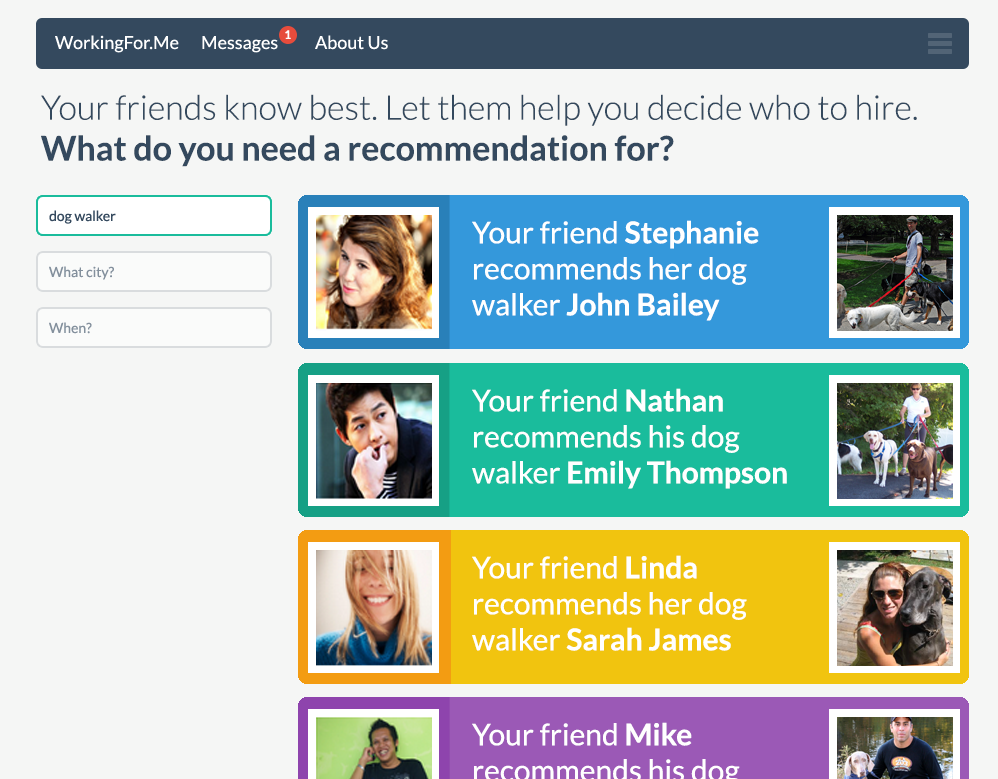 WorkingFor.Me Messages 1 About Us
Your friends know best. Let them help you decide who to hire.
What do you need a recommendation for?
dog walker
What city?
When?
Your friend Stephanie
recommends her dog
walker John Bailey
Your friend Nathan
recommends his dog
walker Emily Thompson
Your friend Linda
recommends her dog
walker Sarah James
Your friend Mike
recommends his dog